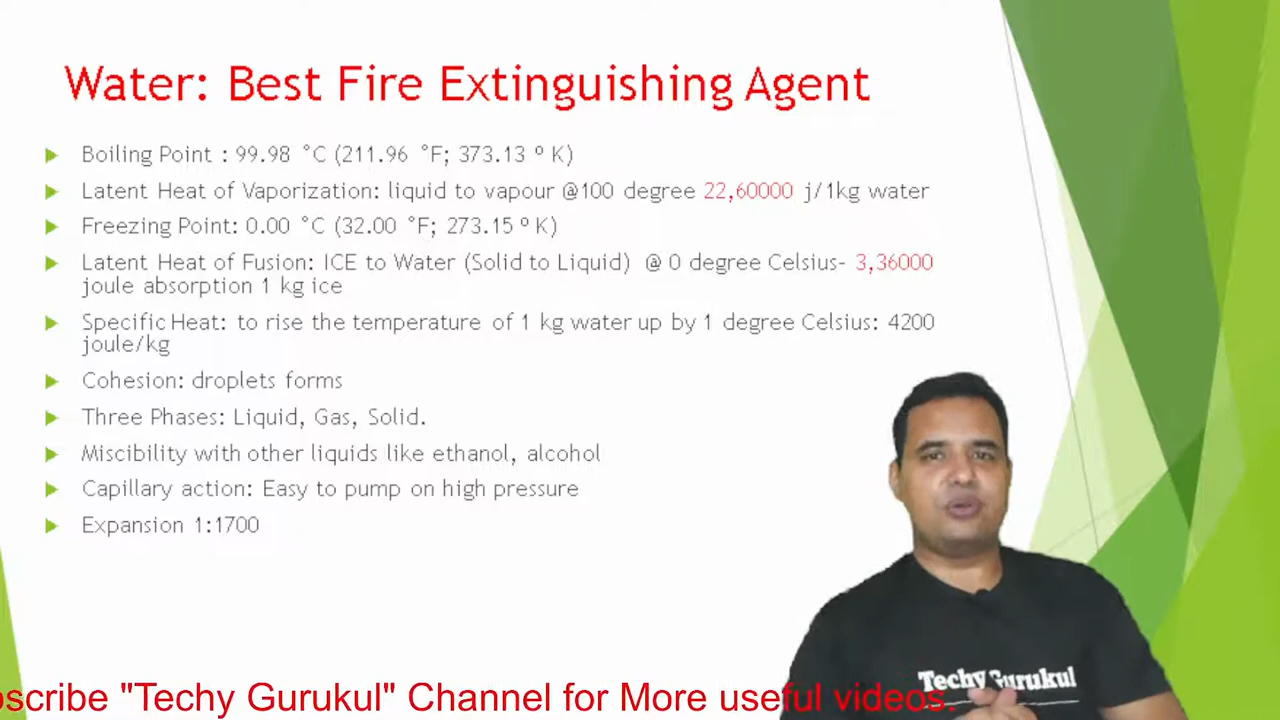 Water: Best Fire Extinguishing Agent
Boiling Point : 99.98 °C (211.96 °F; 373.13 º K)
Latent Heat of Vaporization: liquid to vapour @100 degree 22,60000 j/1kg water
Freezing Point: 0.00 °C (32.00 °F; 273.15 º K)
Latent Heat of Fusion: ICE to Water (Solid to Liquid) @ 0 degree Celsius- 3,36000
joule absorption 1 kg ice
Specific Heat: to rise the temperature of 1 kg water up by 1 degree Celsius: 4200
joule/kg
Cohesion: droplets forms
Three Phases: Liquid, Gas, Solid.
Miscibility with other liquids like ethanol, alcohol
Capillary action: Easy to pump on high pressure
Expansion 1:1700
Techy Gurukul
bscribe "Techy Gurukul" Channel for More useful videos.